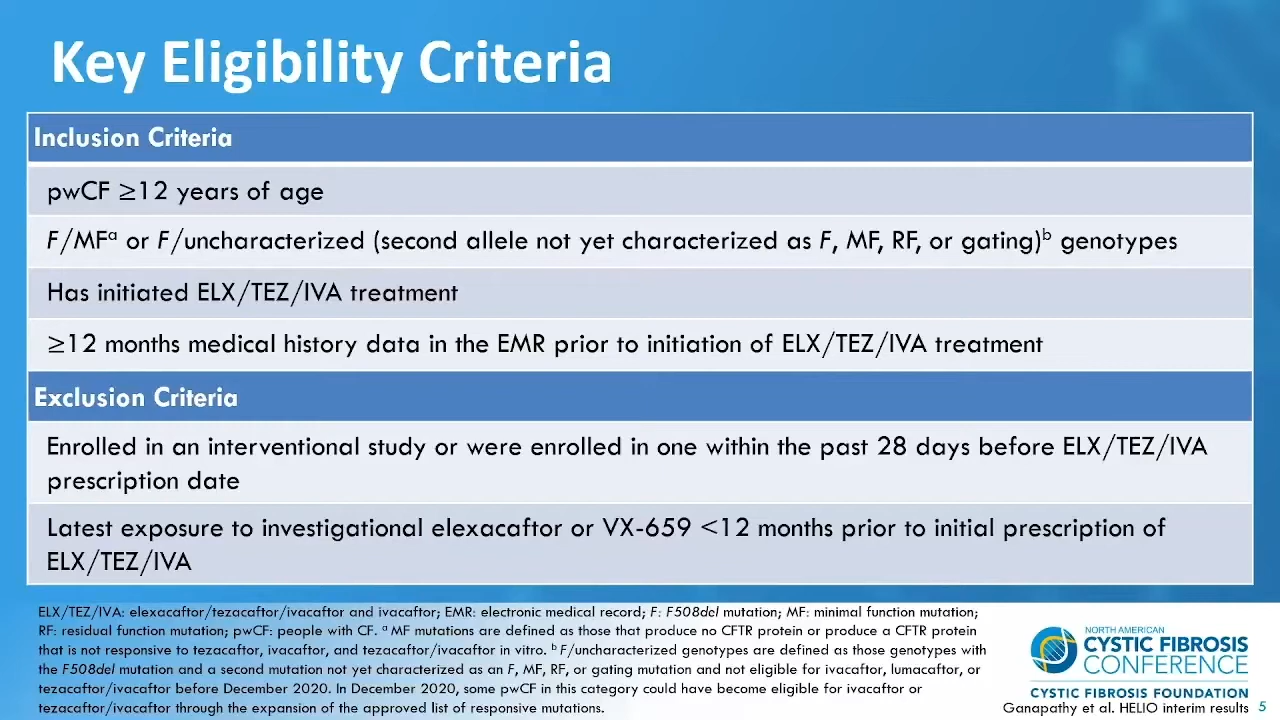 Key Eligibility Criteria
Inclusion Criteria
pwCF ≥12 years of age
F/MFᵃ or F/uncharacterized (second allele not yet characterized as F, MF, RF, or gating)ᵇ genotypes
Has initiated ELX/TEZ/IVA treatment
≥12 months medical history data in the EMR prior to initiation of ELX/TEZ/IVA treatment
Exclusion Criteria
Enrolled in an interventional study or were enrolled in one within the past 28 days before ELX/TEZ/IVA
prescription date
Latest exposure to investigational elexacaftor or VX-659 <12 months prior to initial prescription of
ELX/TEZ/IVA
ELX/TEZ/IVA: elexacaftor/tezacaftor/ivacaftor and ivacaftor; EMR: electronic medical record; F: F508del mutation; MF: minimal function mutation;
RF: residual function mutation; pwCF: people with CF. ᵃ MF mutations are defined as those that produce no CFTR protein or produce a CFTR protein
that is not responsive to tezacaftor, ivacaftor, and tezacaftor/ivacaftor in vitro. ᵇ F/uncharacterized genotypes are defined as those genotypes with
the F508del mutation and a second mutation not yet characterized as an F, MF, RF, or gating mutation and not eligible for ivacaftor, lumacaftor, or
tezacaftor/ivacaftor before December 2020. In December 2020, some pwCF in this category could have become eligible for ivacaftor or
tezacaftor/ivacaftor through the expansion of the approved list of responsive mutations.
NORTH AMERICAN
CYSTIC FIBROSIS
CONFERENCE
CYSTIC FIBROSIS FOUNDATION
Ganapathy et al. HELIO interim results 5